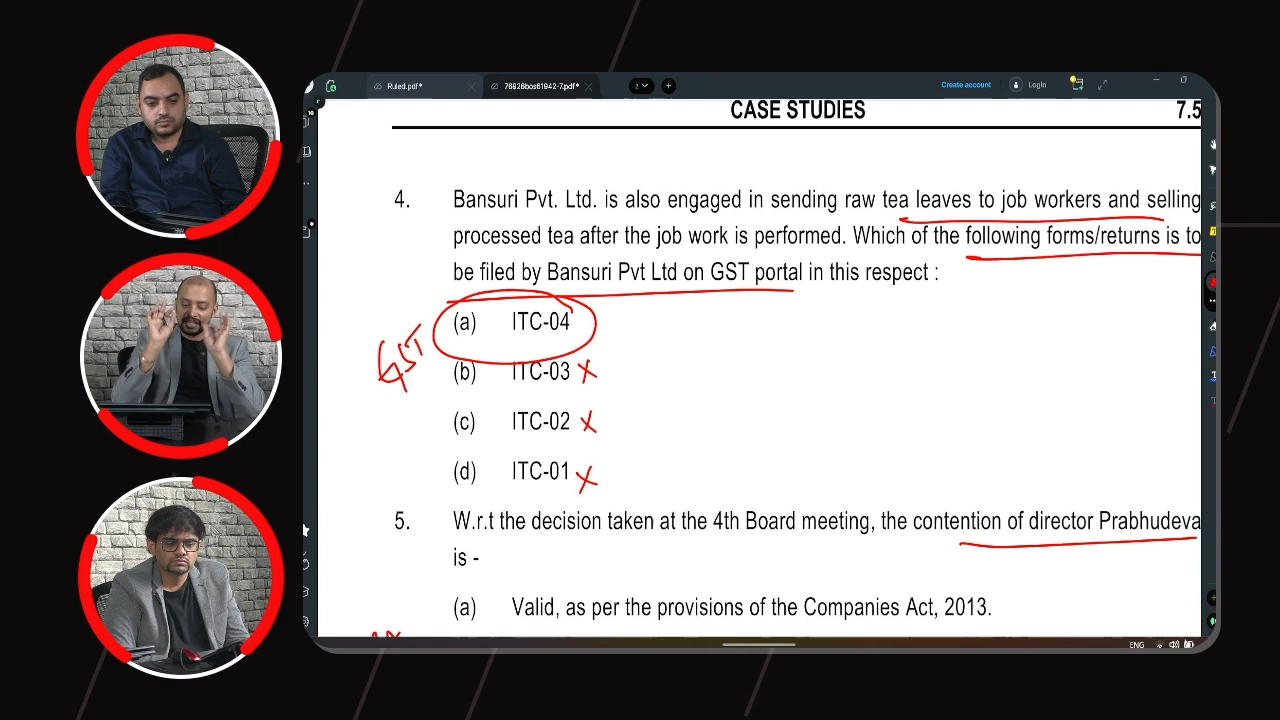 Ruled.pdf*
76926bos61942-7.pdf*
2
Create account
Login
CASE STUDIES
7.5
4. Bansuri Pvt. Ltd. is also engaged in sending raw tea leaves to job workers and selling
processed tea after the job work is performed. Which of the following forms/returns is to
be filed by Bansuri Pvt Ltd on GST portal in this respect :
(a) ITC-04
GST
(b) ITC-03 X
(c) ITC-02 X
(d) ITC-01 X
5. W.r.t the decision taken at the 4th Board meeting, the contention of director Prabhudeva
is -
(a) Valid, as per the provisions of the Companies Act, 2013.
ENG